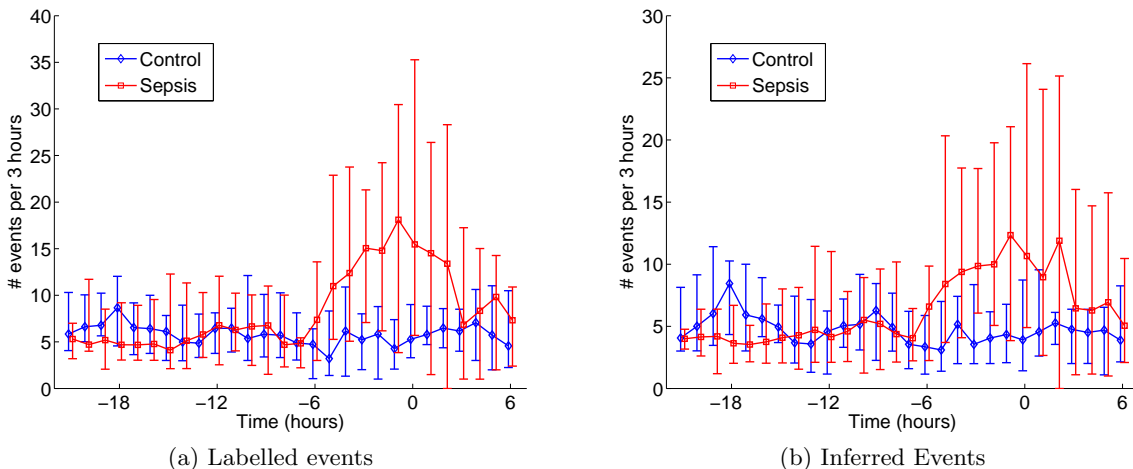 40
35
30
25
20
15
10
5
0
# events per 3 hours
Control
Sepsis
−18
−12
−6
0
6
Time (hours)
(a) Labelled events
30
25
20
15
10
5
0
# events per 3 hours
Control
Sepsis
−18
−12
−6
0
6
Time (hours)
(b) Inferred Events